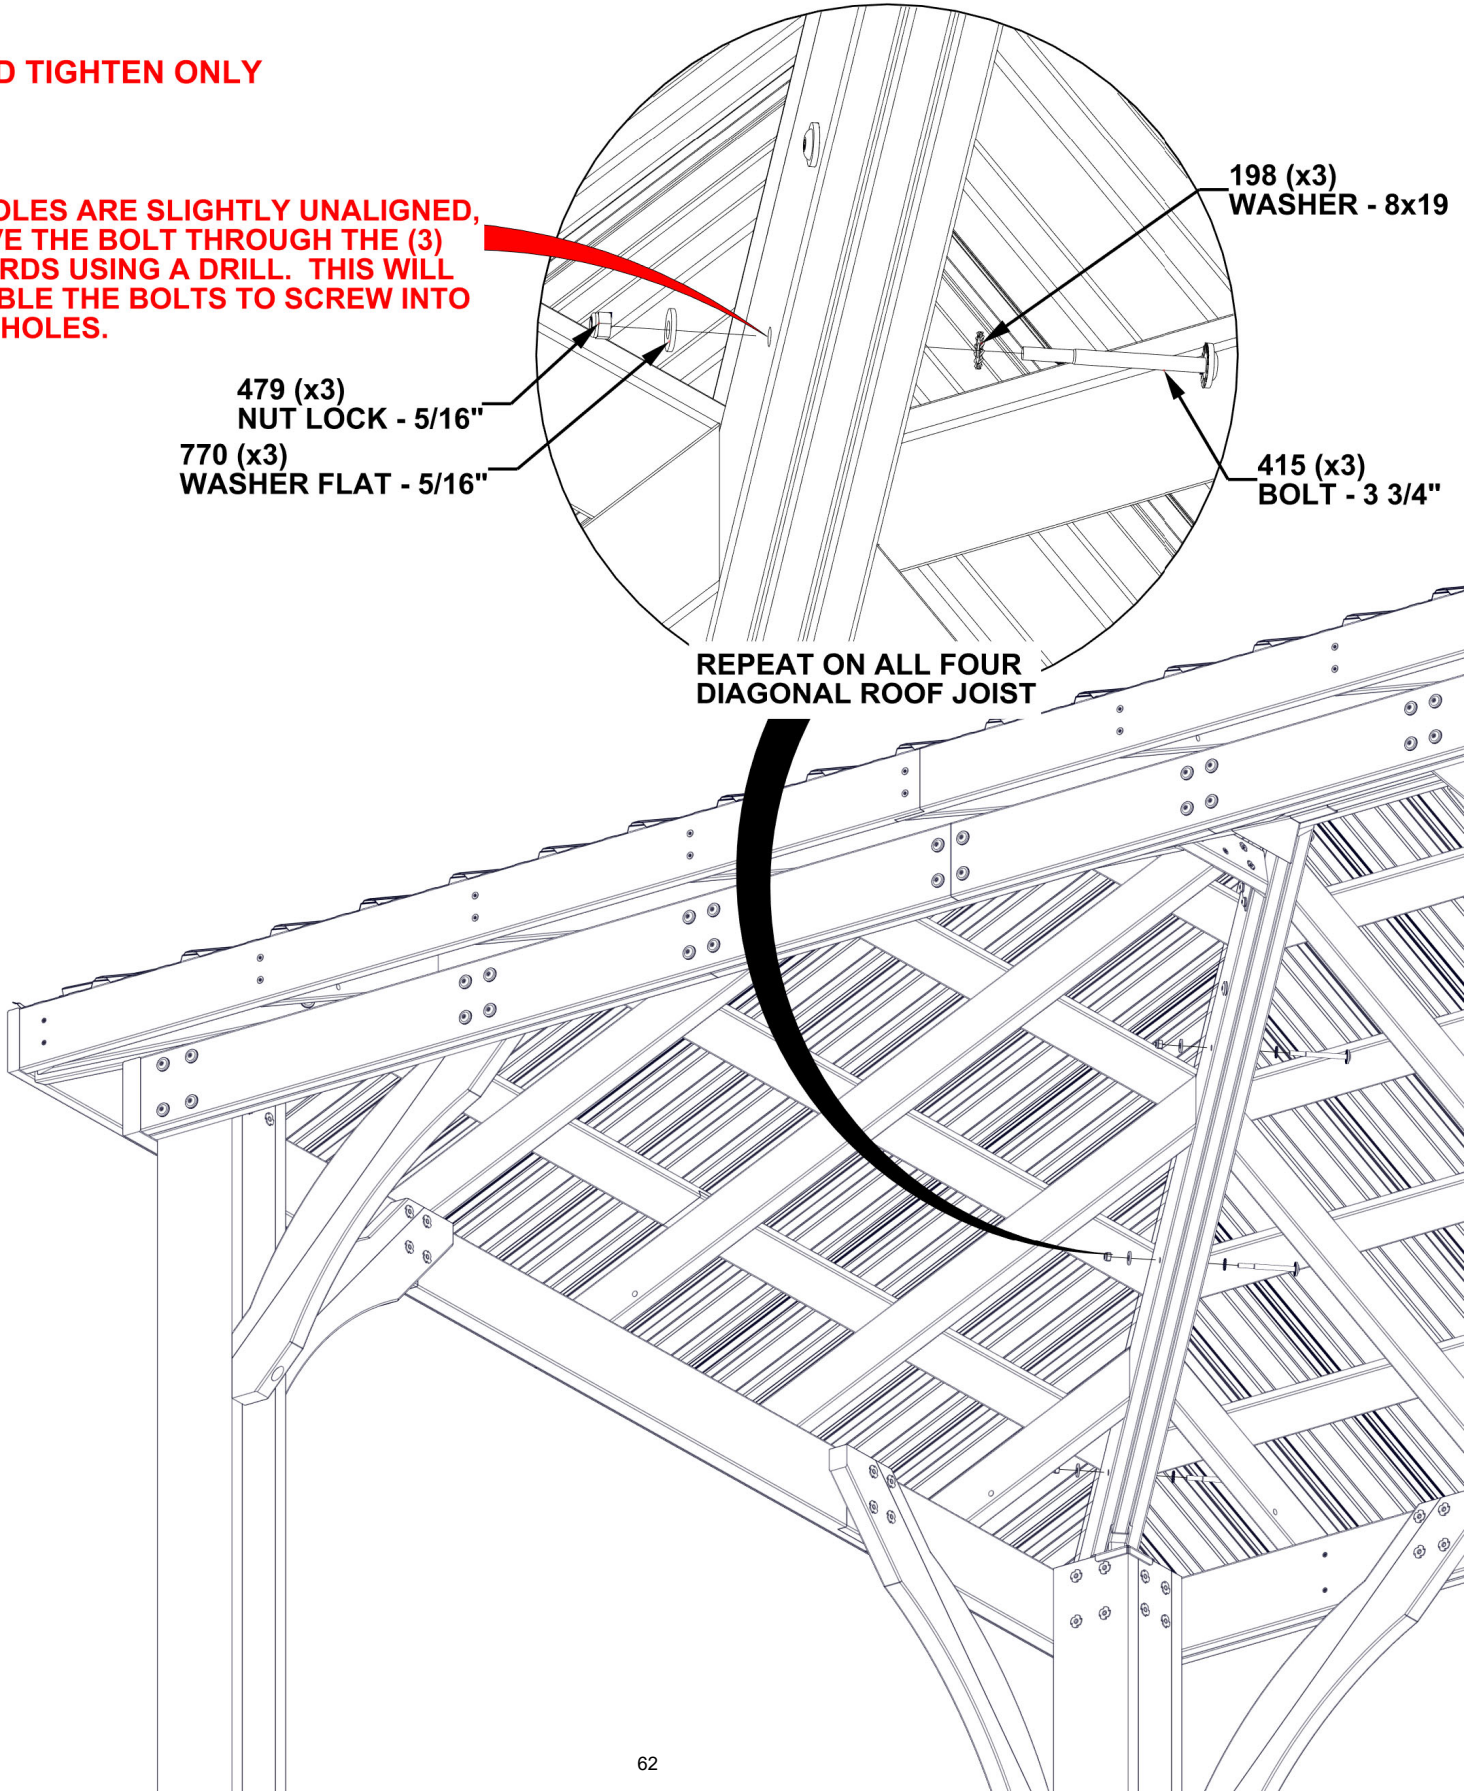 D TIGHTEN ONLY
OLES ARE SLIGHTLY UNALIGNED,
VE THE BOLT THROUGH THE (3)
RDS USING A DRILL. THIS WILL
BLE THE BOLTS TO SCREW INTO
HOLES.
198 (x3)
WASHER - 8x19
479 (x3)
NUT LOCK - 5/16"
770 (x3)
WASHER FLAT - 5/16"
415 (x3)
BOLT - 3 3/4"
REPEAT ON ALL FOUR
DIAGONAL ROOF JOIST
62